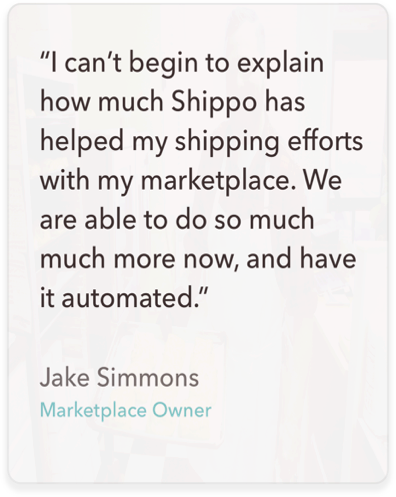 “I can’t begin to explain
how much Shippo has
helped my shipping efforts
with my marketplace. We
are able to do so much
much more now, and have
it automated.”
Jake Simmons
Marketplace Owner